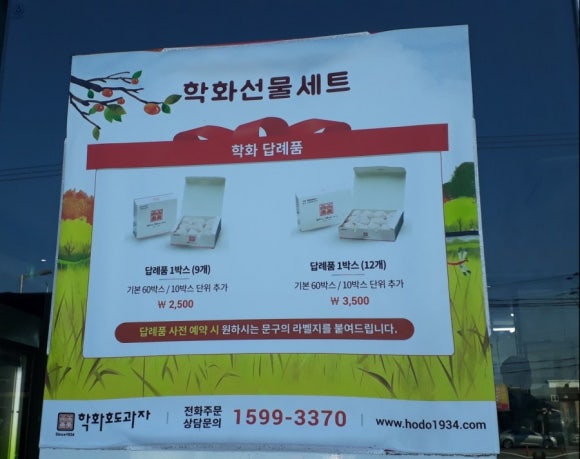 학화선물세트
학화 답례품
답례품 1박스 (9개)
기본 60박스 / 10박스 단위 추가
₩ 2,500
답례품 1박스 (12개)
기본 60박스 / 10박스 단위 추가
₩ 3,500
답례품 사전 예약 시 원하시는 문구의 라벨지를 붙여드립니다.
Since1934
학화호도과자
전화주문
상담문의
1599-3370
www.hodo1934.com